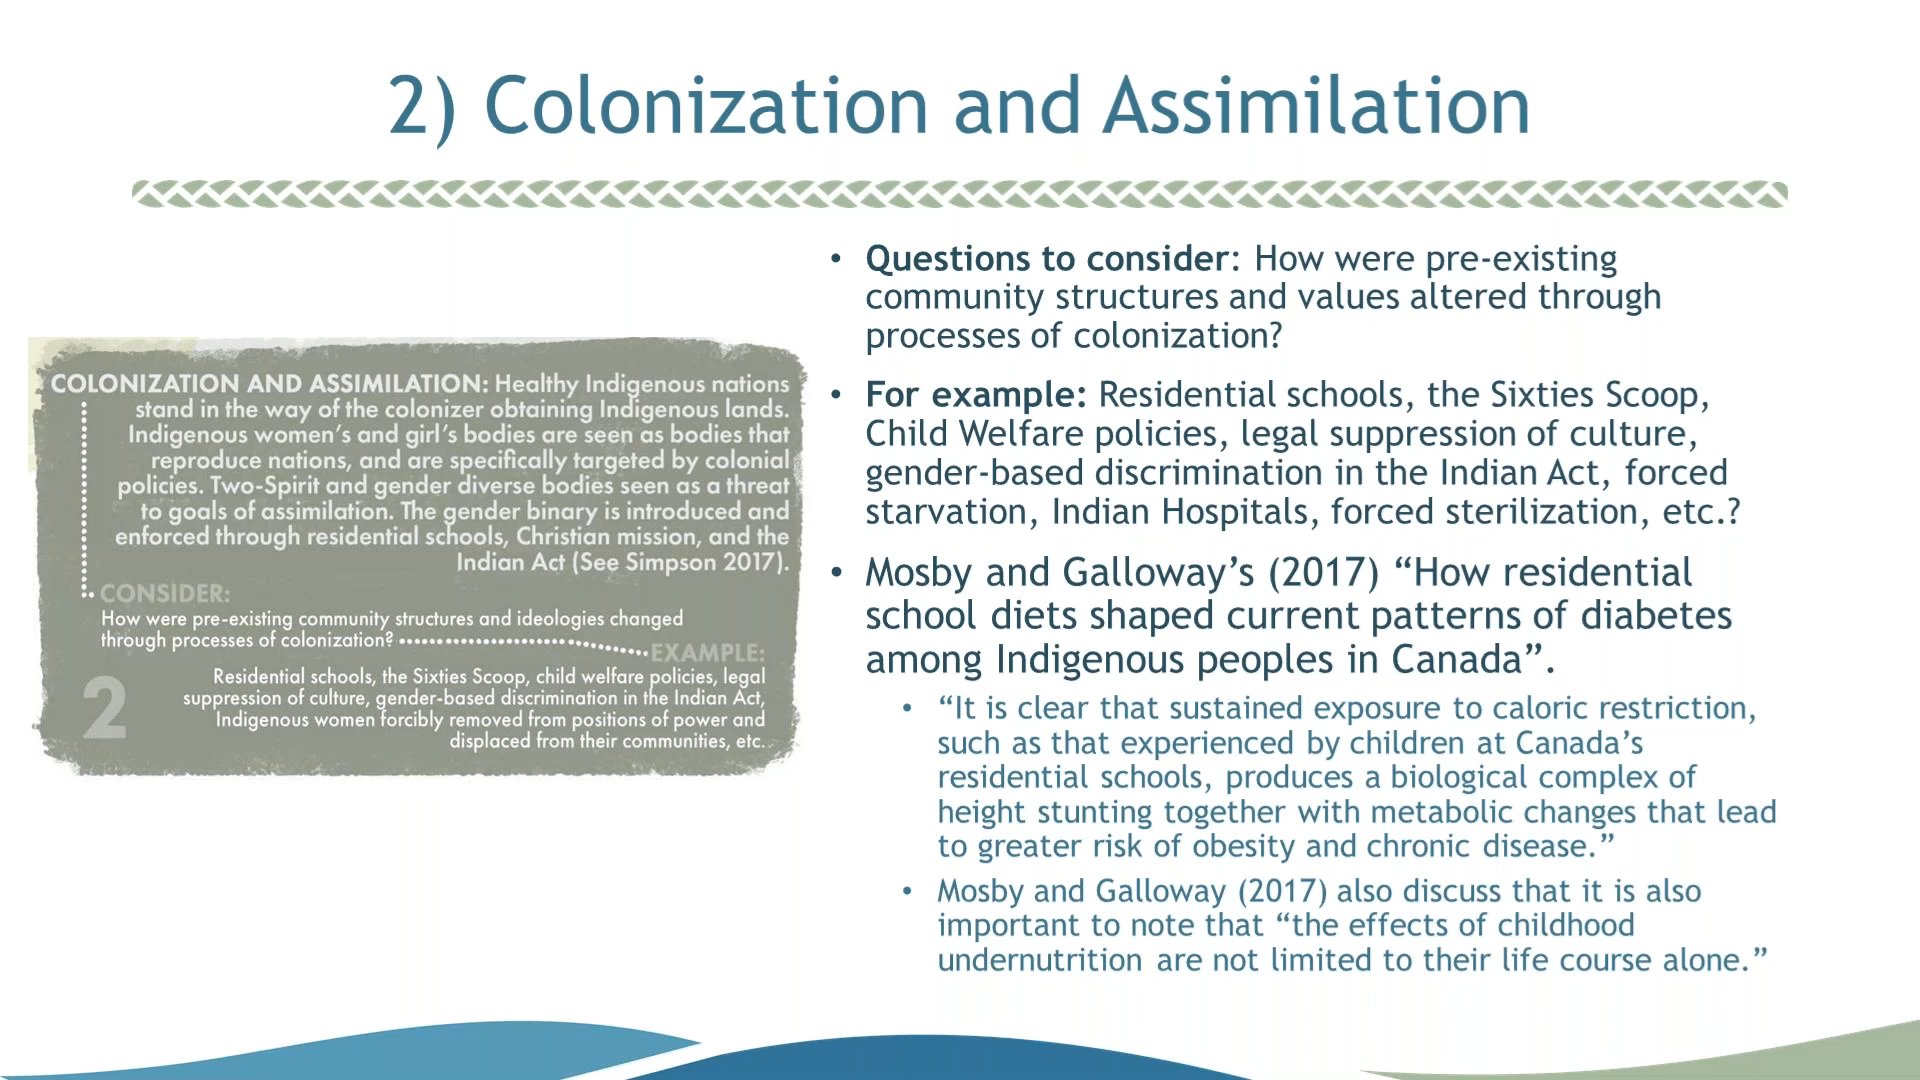 2) Colonization and Assimilation
COLONIZATION AND ASSIMILATION: Healthy Indigenous nations
stand in the way of the colonizer obtaining Indigenous lands.
Indigenous women's and girl's bodies are seen as bodies that
reproduce nations, and are specifically targeted by colonial
policies. Two-Spirit and gender diverse bodies seen as a threat
to goals of assimilation. The gender binary is introduced and
enforced through residential schools, Christian mission, and the
Indian Act (See Simpson 2017).
CONSIDER:
How were pre-existing community structures and ideologies changed
through processes of colonization?
EXAMPLE:
Residential schools, the Sixties Scoop, child welfare policies, legal
suppression of culture, gender-based discrimination in the Indian Act,
Indigenous women forcibly removed from positions of power and
displaced from their communities, etc.
2
• Questions to consider: How were pre-existing
community structures and values altered through
processes of colonization?
• For example: Residential schools, the Sixties Scoop,
Child Welfare policies, legal suppression of culture,
gender-based discrimination in the Indian Act, forced
starvation, Indian Hospitals, forced sterilization, etc.?
• Mosby and Galloway’s (2017) “How residential
school diets shaped current patterns of diabetes
among Indigenous peoples in Canada”.
• “It is clear that sustained exposure to caloric restriction,
such as that experienced by children at Canada’s
residential schools, produces a biological complex of
height stunting together with metabolic changes that lead
to greater risk of obesity and chronic disease.”
• Mosby and Galloway (2017) also discuss that it is also
important to note that “the effects of childhood
undernutrition are not limited to their life course alone.”